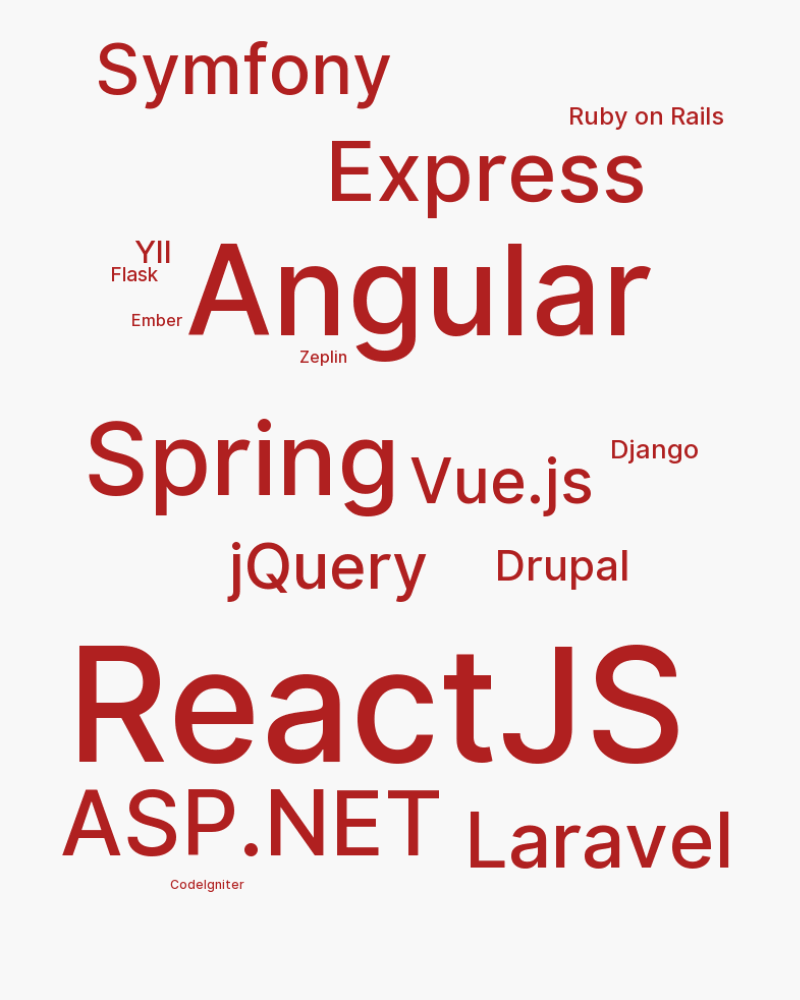 Symfony
Ruby on Rails
Express
YII
Flask
Angular
Ember
Zeplin
Spring
Vue.js
Django
jQuery
Drupal
ReactJS
ASP.NET
Laravel
CodeIgniter